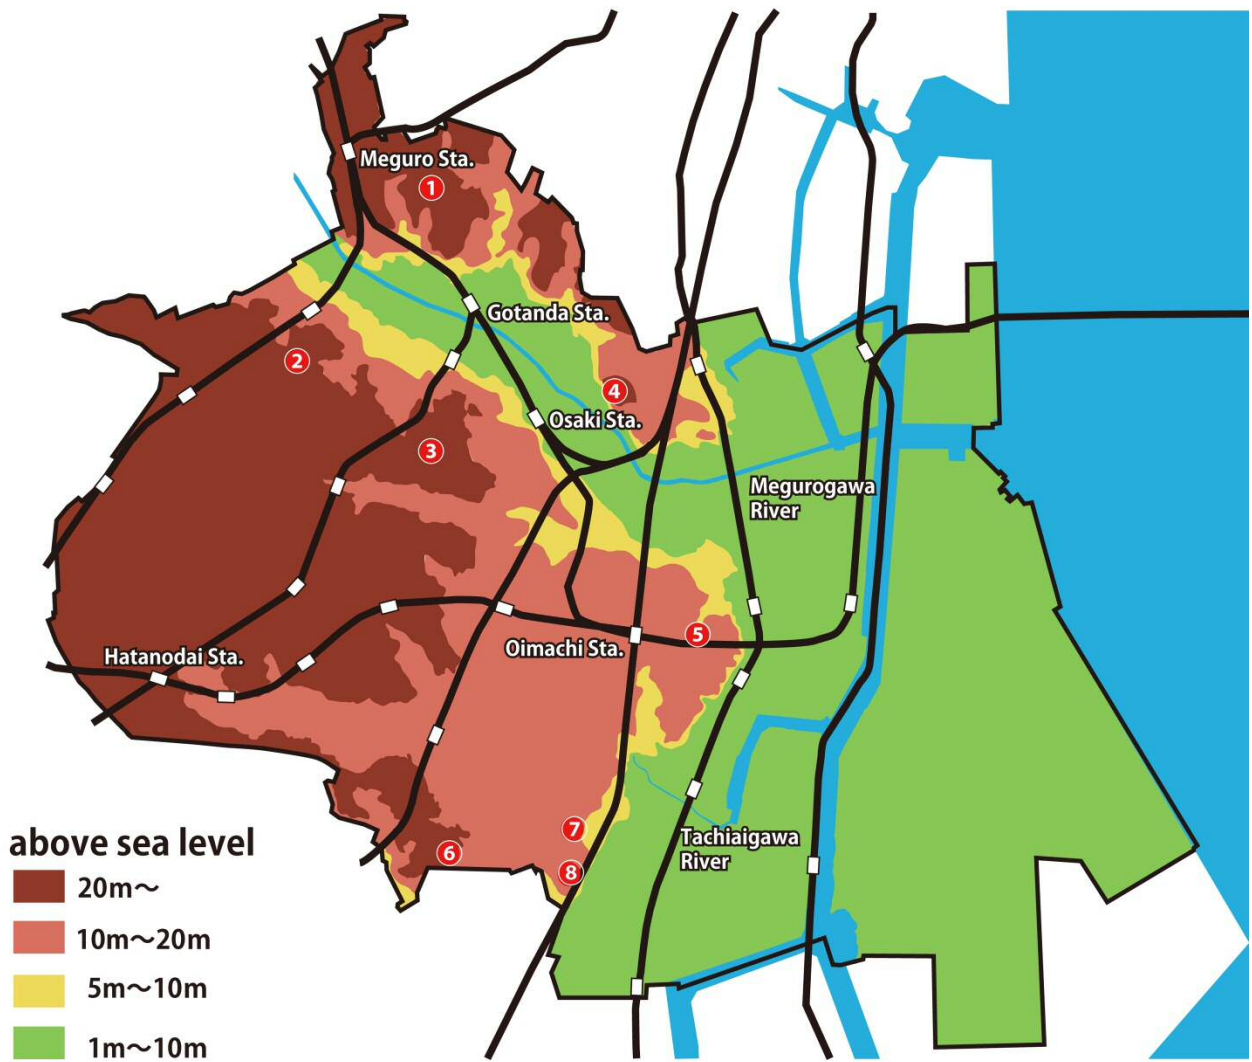 Meguro Sta.
1
Gotanda Sta.
2
4
Osaki Sta.
3
Megurogawa
River
5
Oimachi Sta.
Hatanodai Sta.
7
Tachiaigawa
River
6
8
above sea level
20m～
10m～20m
5m～10m
1m～10m